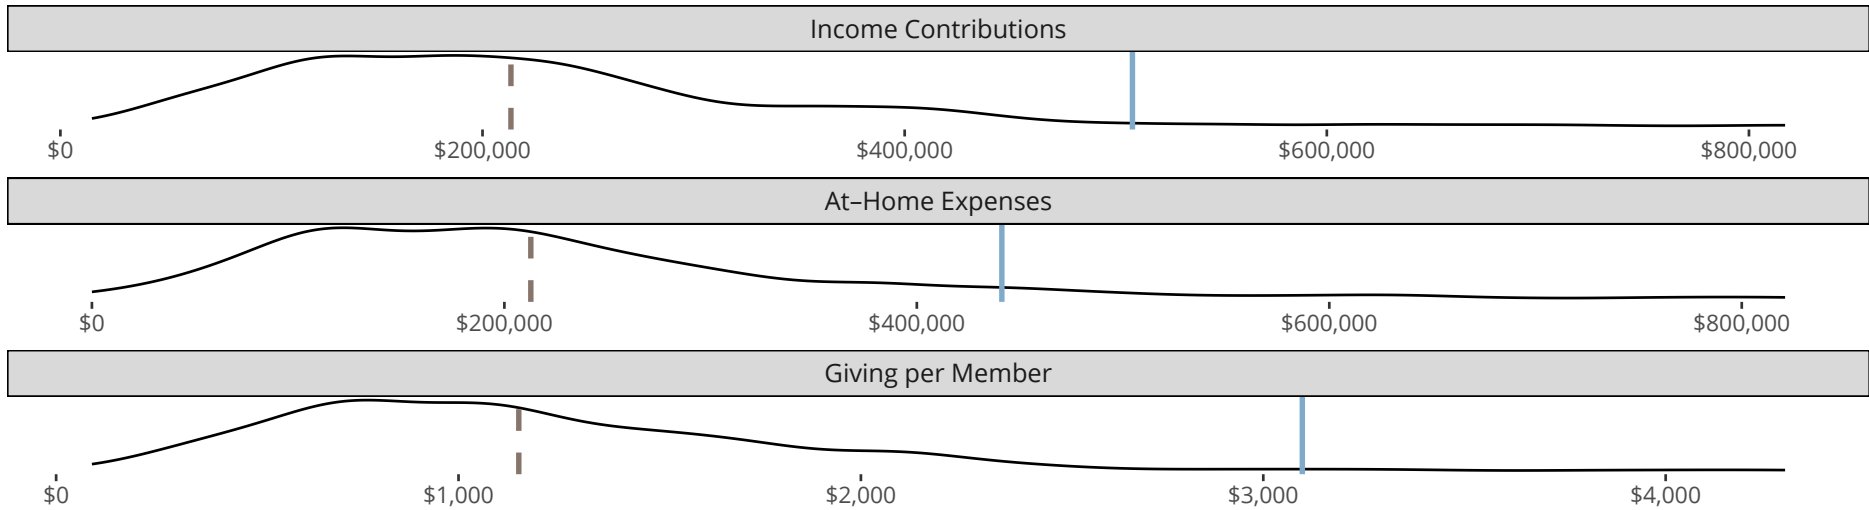 Income Contributions
$0 $200,000 $400,000 $600,000 $800,000
At–Home Expenses
$0 $200,000 $400,000 $600,000 $800,000
Giving per Member
$0 $1,000 $2,000 $3,000 $4,000